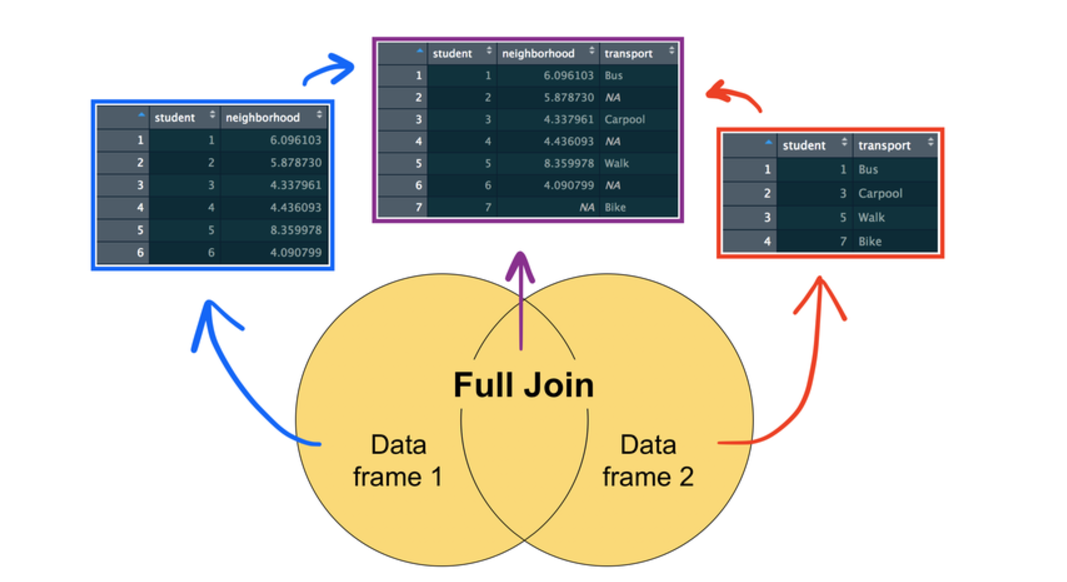 student neighborhood transport
1 1 6.096103 Bus
2 2 5.878730 NA
3 3 4.337961 Carpool
4 4 4.436093 NA
5 5 8.359978 Walk
6 6 4.090799 NA
7 7 NA Bike
student neighborhood
1 1 6.096103
2 2 5.878730
3 3 4.337961
4 4 4.436093
5 5 8.359978
6 6 4.090799
student transport
1 1 Bus
2 3 Carpool
3 5 Walk
4 7 Bike
Full Join
Data
frame 1
Data
frame 2